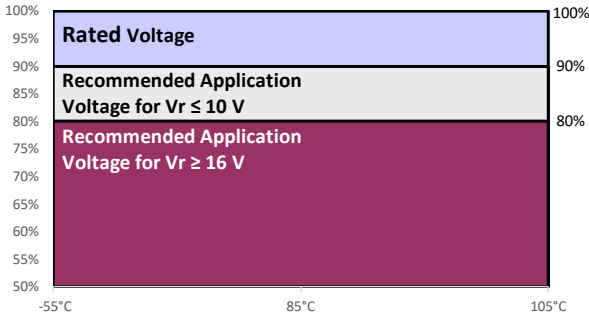 100%
95%
90%
85%
80%
75%
70%
65%
60%
55%
50%
Rated Voltage
Recommended Application
Voltage for Vr ≤ 10 V
Recommended Application
Voltage for Vr ≥ 16 V
100%
90%
80%
-55°C
85°C
105°C